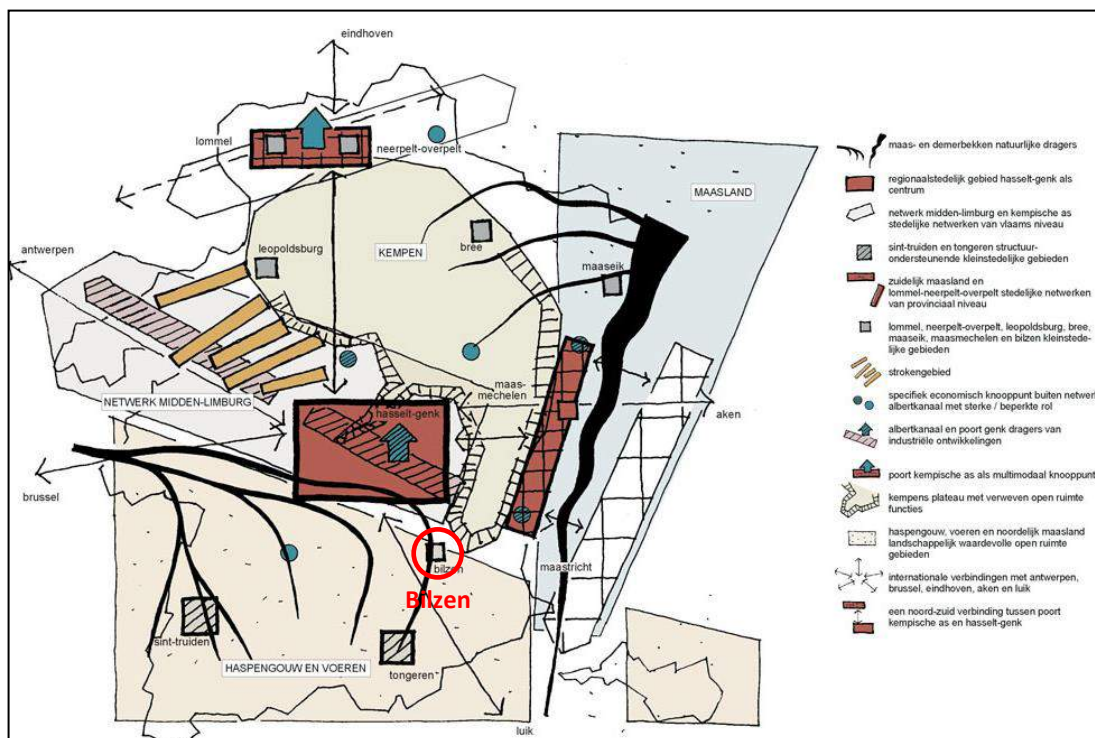 eindhoven
lommel
neerpelt-overpelt
MAASLAND
antwerpen
leopoldsburg
KEMPEN
bree
maaseik
NETWERK MIDDEN-LIMBURG
maas-
mechelen
hasselt-genk
aken
brussel
bilzen
Bilzen
maastricht
sint-truiden
HASPENGOUW EN VOEREN
tongeren
luik
maas- en demerbekken natuurlijke dragers
regionaalstedelijk gebied hasselt-genk als
centrum
netwerk midden-limburg en kempische as
stedelijke netwerken van vlaams niveau
sint-truiden en tongeren structuur-
ondersteunende kleinstedelijke gebieden
zuidelijk maasland en
lommel-neerpelt-overpelt stedelijke netwerken
van provinciaal niveau
lommel, neerpelt-overpelt, leopoldsburg, bree,
maaseik, maasmechelen en bilzen kleinstede-
lijke gebieden
strokengebied
specifiek economisch knooppunt buiten netwerk
albertkanaal met sterke / beperkte rol
albertkanaal en poort genk dragers van
industriële ontwikkelingen
poort kempische as als multimodaal knooppunt
kempens plateau met verweven open ruimte
functies
haspengouw, voeren en noordelijk maasland
landschappelijk waardevolle open ruimte
gebieden
internationale verbindingen met antwerpen,
brussel, eindhoven, aken en luik
een noord-zuid verbinding tussen poort
kempische as en hasselt-genk